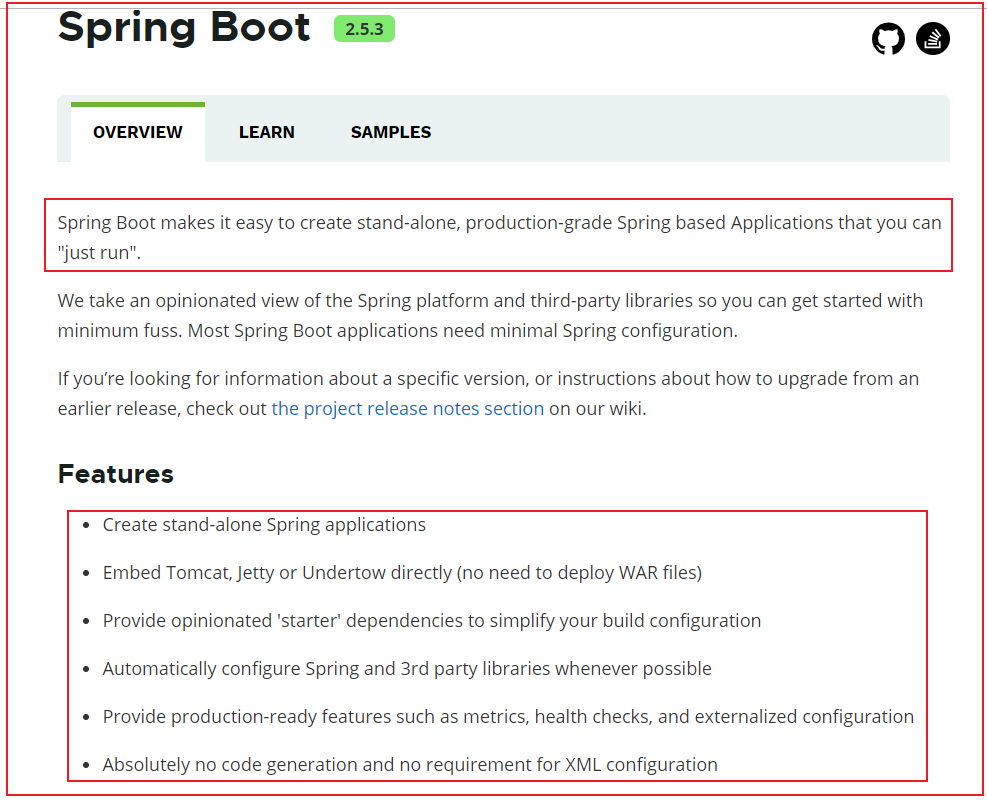 Spring Boot 2.5.3
OVERVIEW LEARN SAMPLES
Spring Boot makes it easy to create stand-alone, production-grade Spring based Applications that you can
"just run".
We take an opinionated view of the Spring platform and third-party libraries so you can get started with
minimum fuss. Most Spring Boot applications need minimal Spring configuration.
If you’re looking for information about a specific version, or instructions about how to upgrade from an
earlier release, check out the project release notes section on our wiki.
Features
• Create stand-alone Spring applications
• Embed Tomcat, Jetty or Undertow directly (no need to deploy WAR files)
• Provide opinionated 'starter' dependencies to simplify your build configuration
• Automatically configure Spring and 3rd party libraries whenever possible
• Provide production-ready features such as metrics, health checks, and externalized configuration
• Absolutely no code generation and no requirement for XML configuration